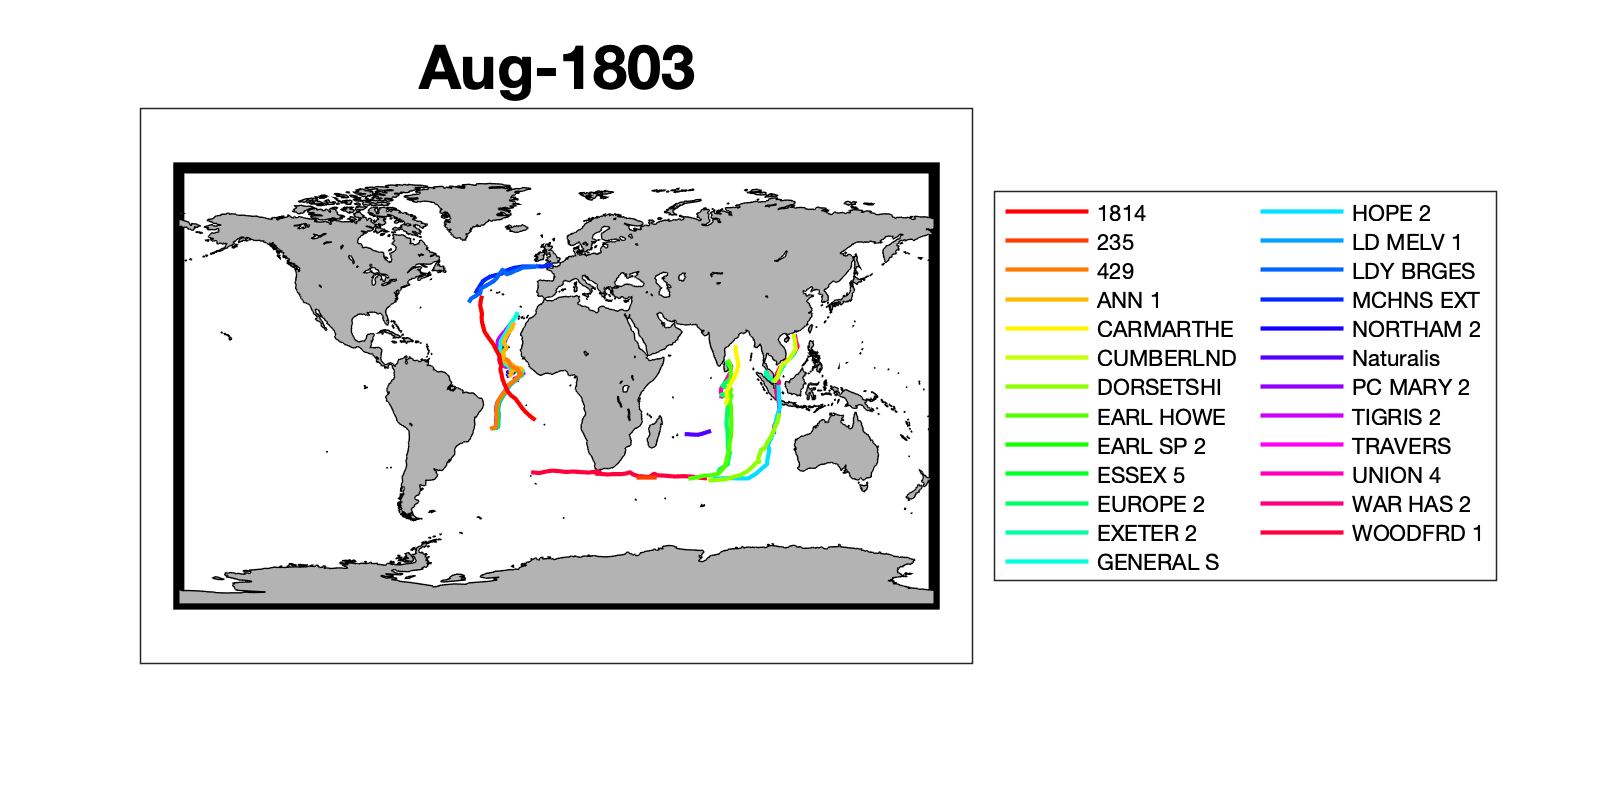 Aug-1803
1814
235
429
ANN 1
CARMARTHE
CUMBERLND
DORSETSHI
EARL HOWE
EARL SP 2
ESSEX 5
EUROPE 2
EXETER 2
GENERAL S
HOPE 2
LD MELV 1
LDY BRGES
MCHNS EXT
NORTHAM 2
Naturalis
PC MARY 2
TIGRIS 2
TRAVERS
UNION 4
WAR HAS 2
WOODFRD 1